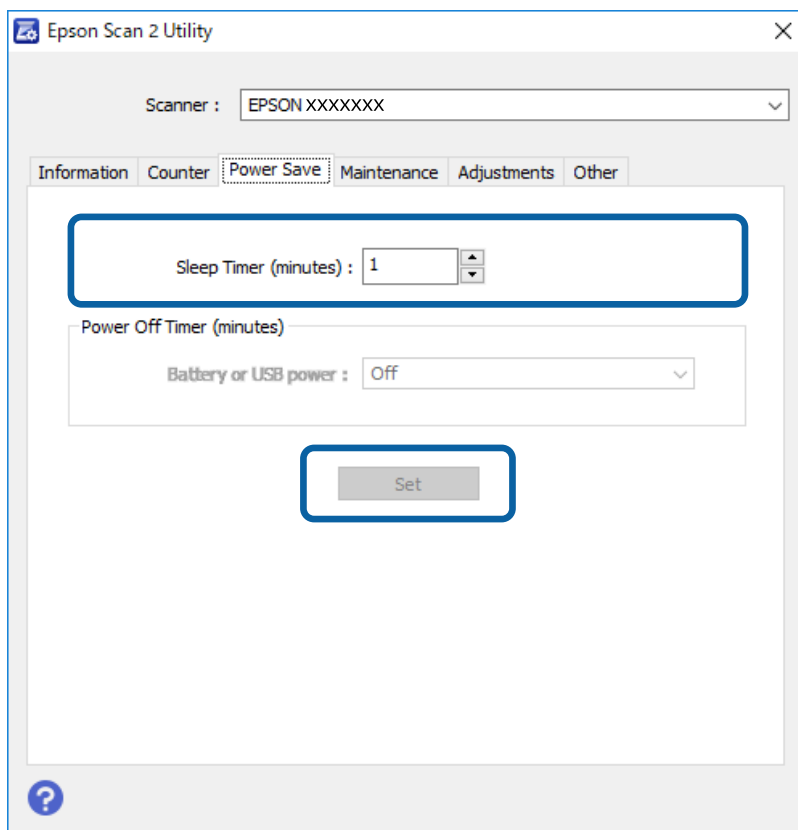 Epson Scan 2 Utility
Scanner : EPSON XXXXXXX
Information Counter Power Save Maintenance Adjustments Other
Sleep Timer (minutes) : 1
Power Off Timer (minutes)
Battery or USB power : Off
Set
?